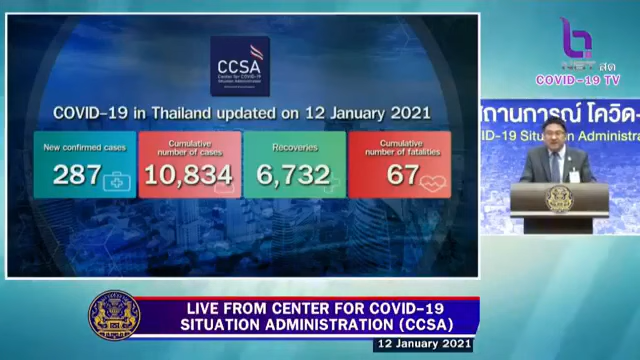 CCSA
Center for COVID-19
Situation Administration
COVID-19 in Thailand updated on 12 January 2021
New confirmed cases
287
Cumulative
number of cases
10,834
Recoveries
6,732
Cumulative
number of fatalities
67
NBT สด
COVID-19 TV
สถานการณ์ โควิด-
ID-19 Situation Administra
LIVE FROM CENTER FOR COVID-19
SITUATION ADMINISTRATION (CCSA)
12 January 2021